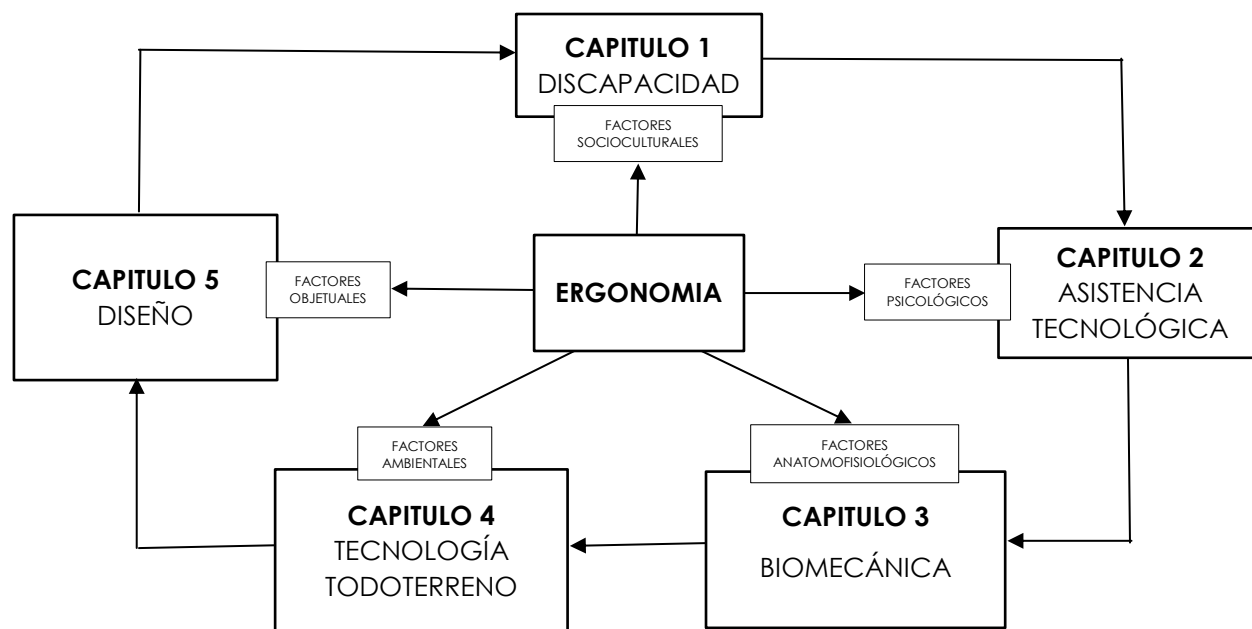 CAPITULO 1
DISCAPACIDAD
FACTORES
SOCIOCULTURALES
CAPITULO 5
DISEÑO
FACTORES
OBJETUALES
ERGONOMIA
FACTORES
PSICOLÓGICOS
CAPITULO 2
ASISTENCIA
TECNOLÓGICA
FACTORES
AMBIENTALES
CAPITULO 4
TECNOLOGÍA
TODOTERRENO
FACTORES
ANATOMOFISIOLÓGICOS
CAPITULO 3
BIOMECÁNICA